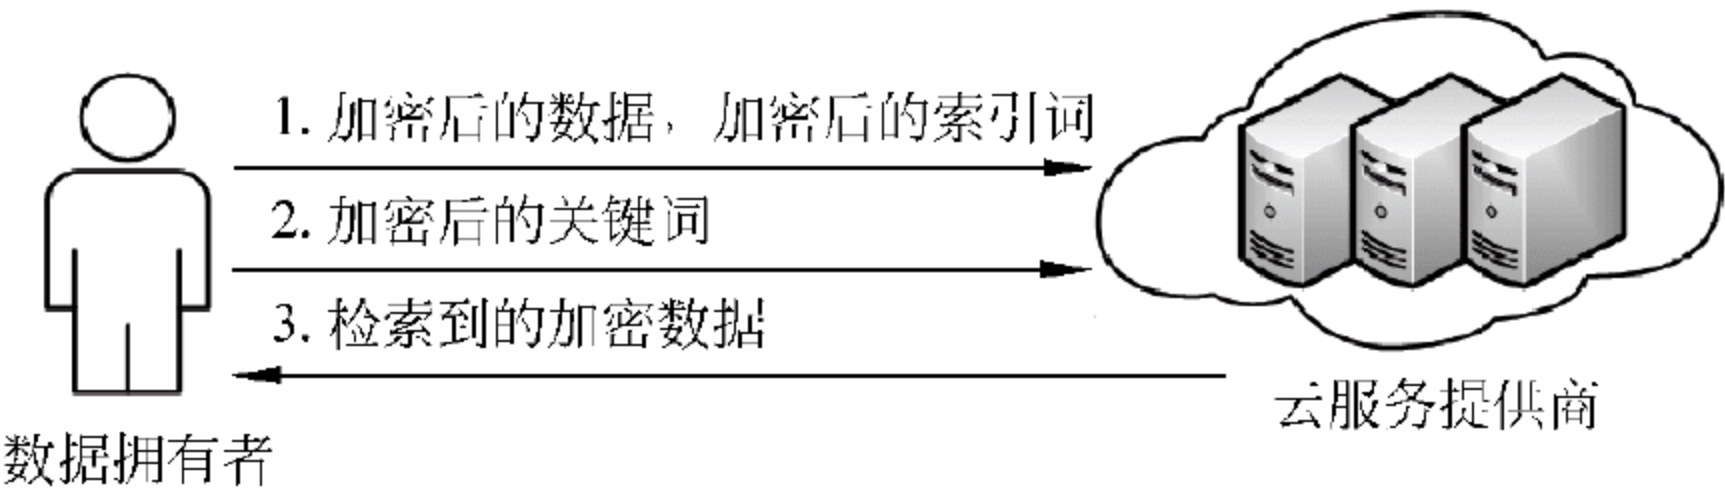 1. 加密后的数据，加密后的索引词
2. 加密后的关键词
3. 检索到的加密数据
云服务提供商
数据拥有者